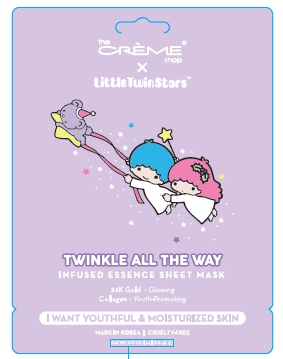 the
CRÈME®
shop
×
LittleTwinStars™
TWINKLE ALL THE WAY
INFUSED ESSENCE SHEET MASK
24K Gold · Glowing
Collagen · Youth-Promoting
I WANT YOUTHFUL & MOISTURIZED SKIN
MADE IN KOREA | CRUELTY-FREE